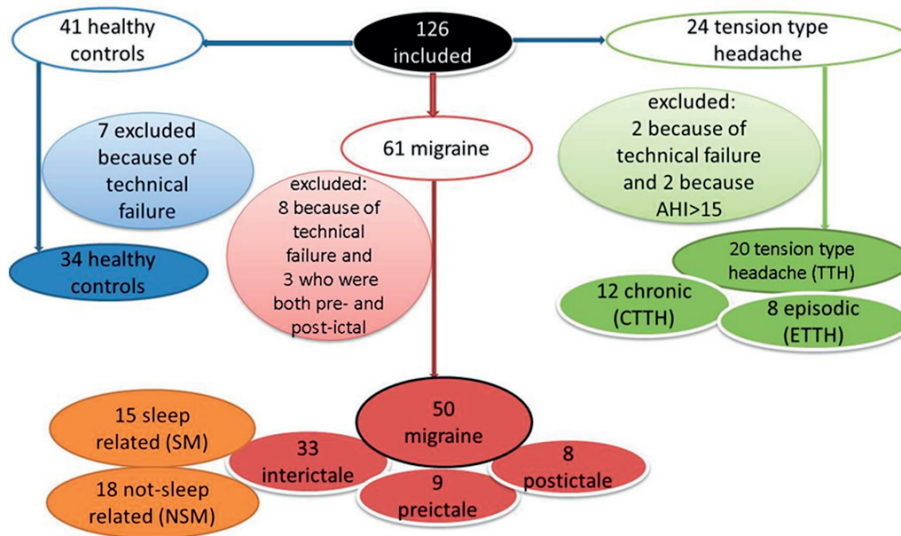 41 healthy
controls
126
included
24 tension type
headache
7 excluded
because of
technical
failure
61 migraine
excluded:
2 because of
technical failure
and 2 because
AHI>15
excluded:
8 because of
technical
failure and
3 who were
both pre- and
post-ictal
34 healthy
controls
20 tension type
headache (TTH)
12 chronic
(CTTH)
8 episodic
(ETTH)
15 sleep
related (SM)
50
migraine
33
interictale
8
postictale
18 not-sleep
related (NSM)
9
preictale